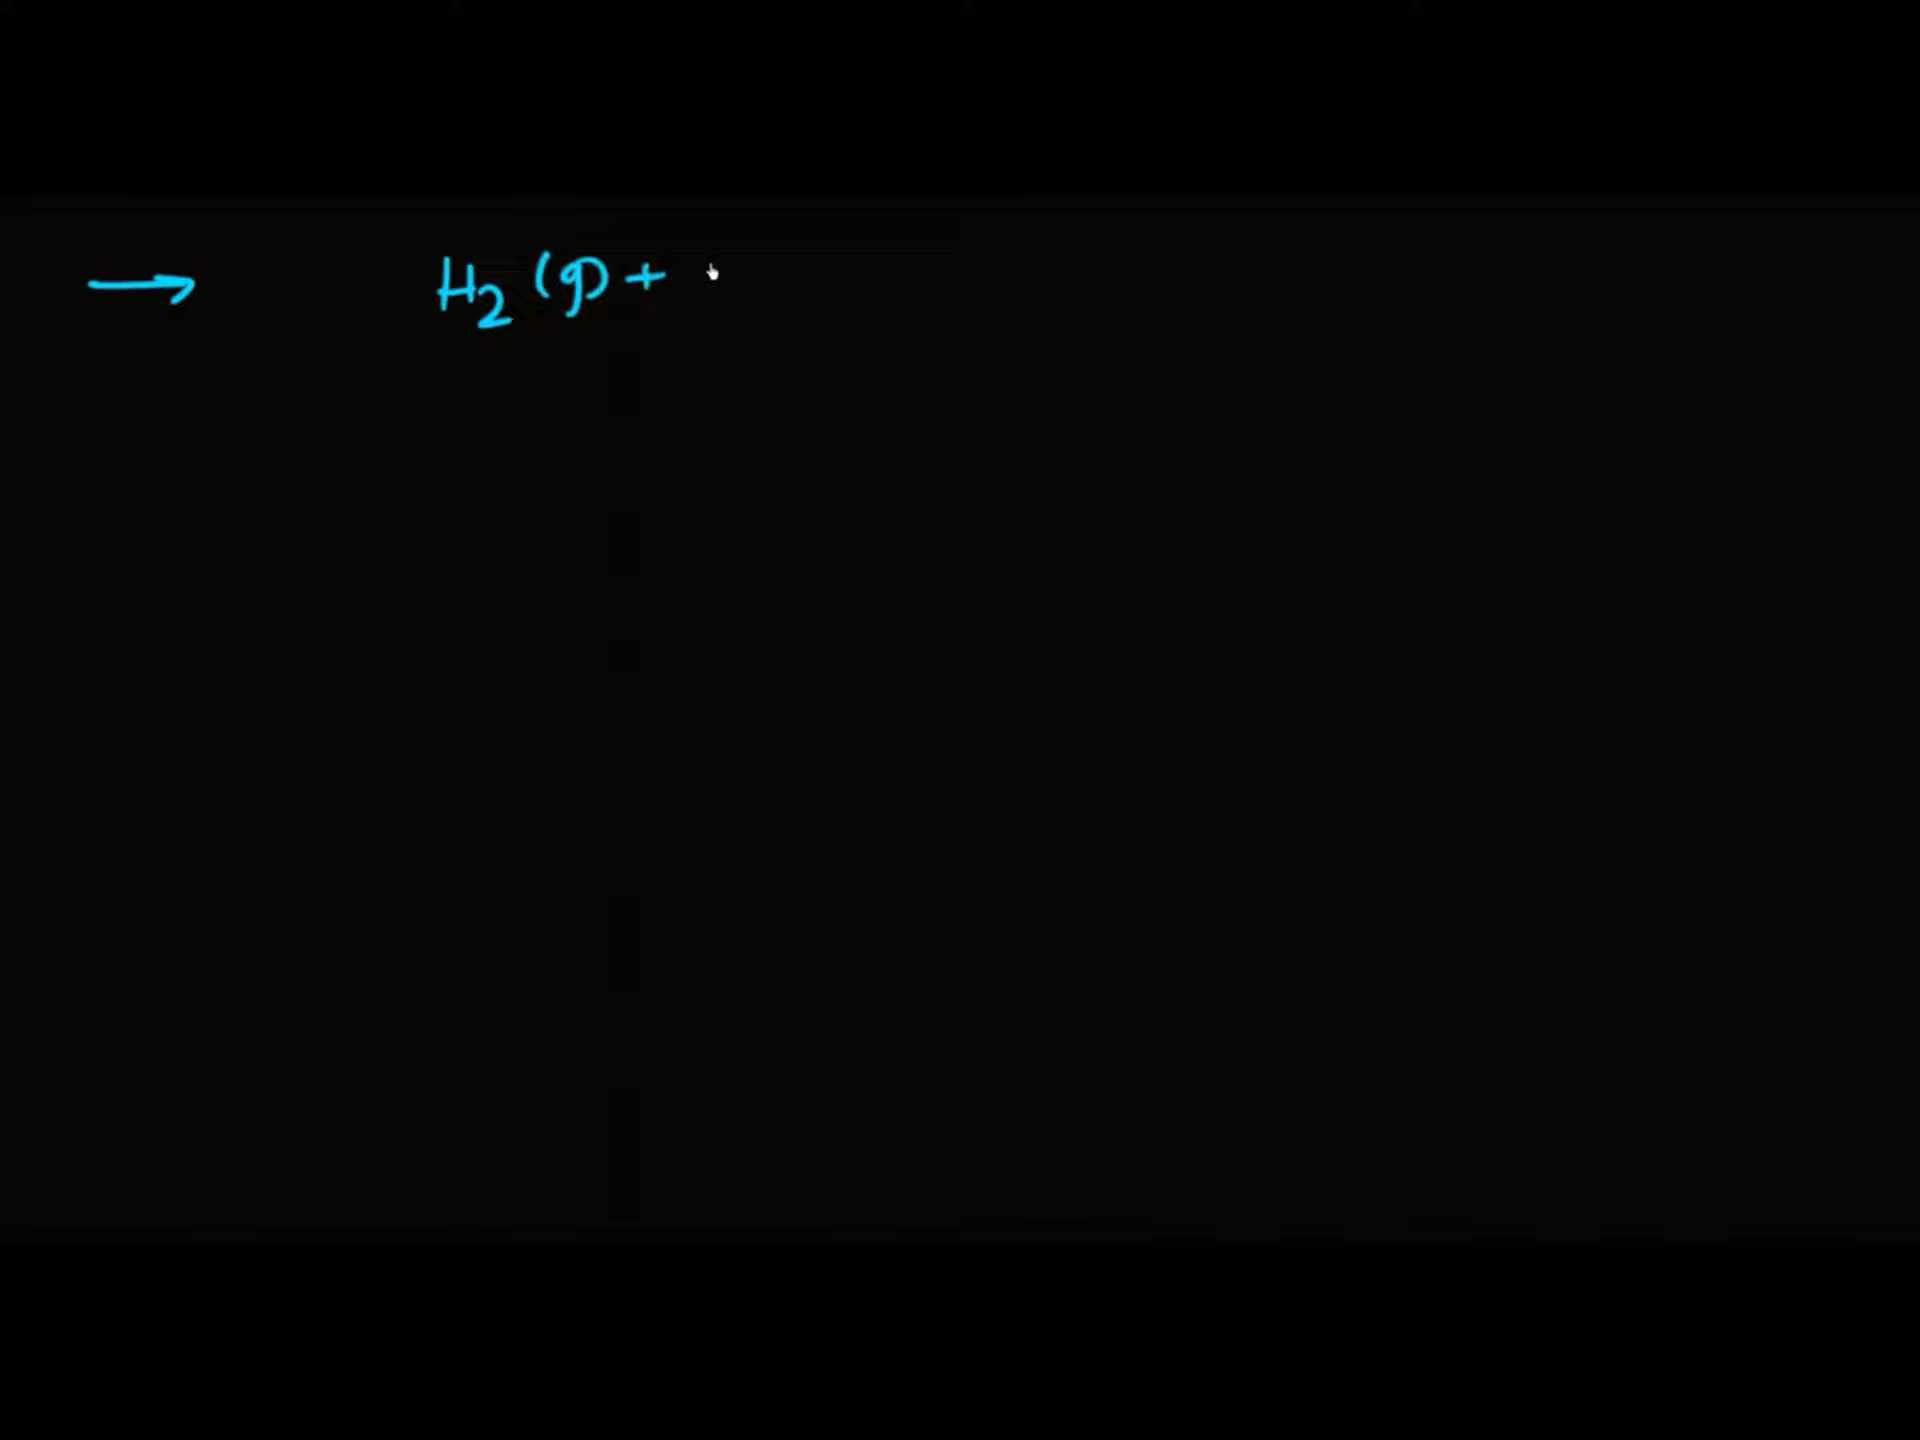 → H₂ (g) +